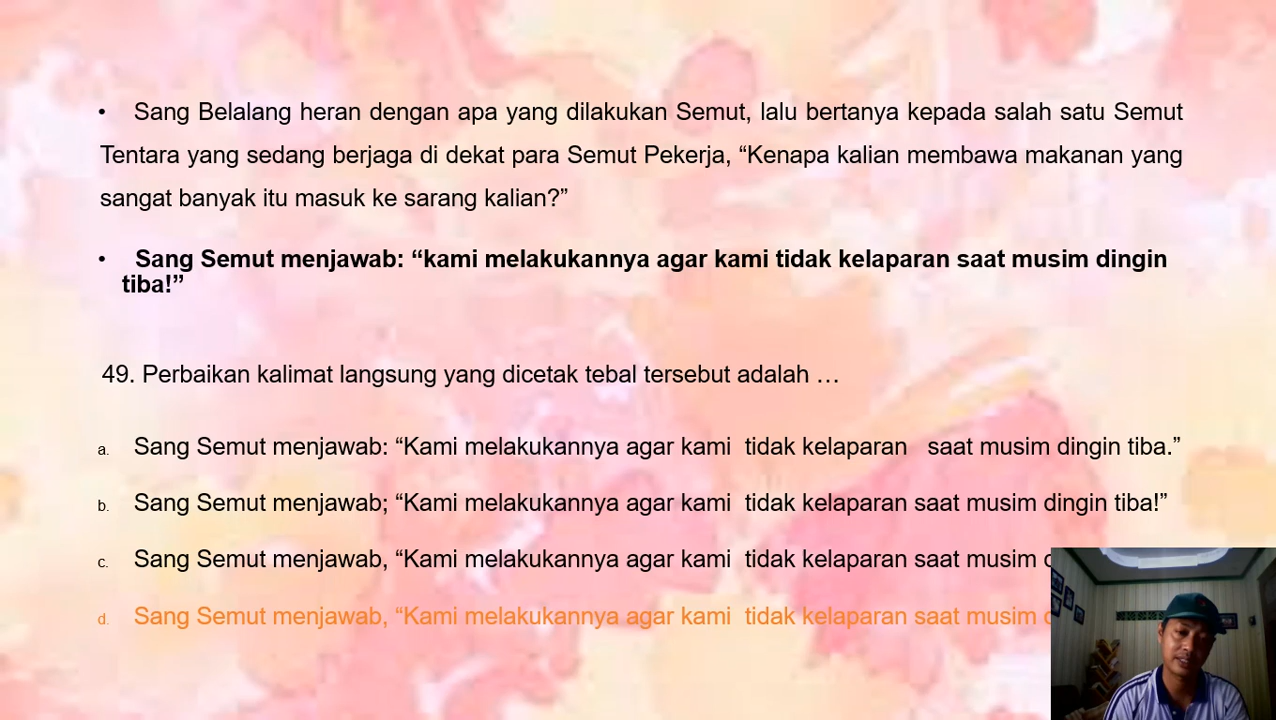 • Sang Belalang heran dengan apa yang dilakukan Semut, lalu bertanya kepada salah satu Semut
Tentara yang sedang berjaga di dekat para Semut Pekerja, “Kenapa kalian membawa makanan yang
sangat banyak itu masuk ke sarang kalian?”
• Sang Semut menjawab: “kami melakukannya agar kami tidak kelaparan saat musim dingin
tiba!”
49. Perbaikan kalimat langsung yang dicetak tebal tersebut adalah …
a. Sang Semut menjawab: “Kami melakukannya agar kami tidak kelaparan saat musim dingin tiba.”
b. Sang Semut menjawab; “Kami melakukannya agar kami tidak kelaparan saat musim dingin tiba!”
c. Sang Semut menjawab, “Kami melakukannya agar kami tidak kelaparan saat musim
d. Sang Semut menjawab, “Kami melakukannya agar kami tidak kelaparan saat musim